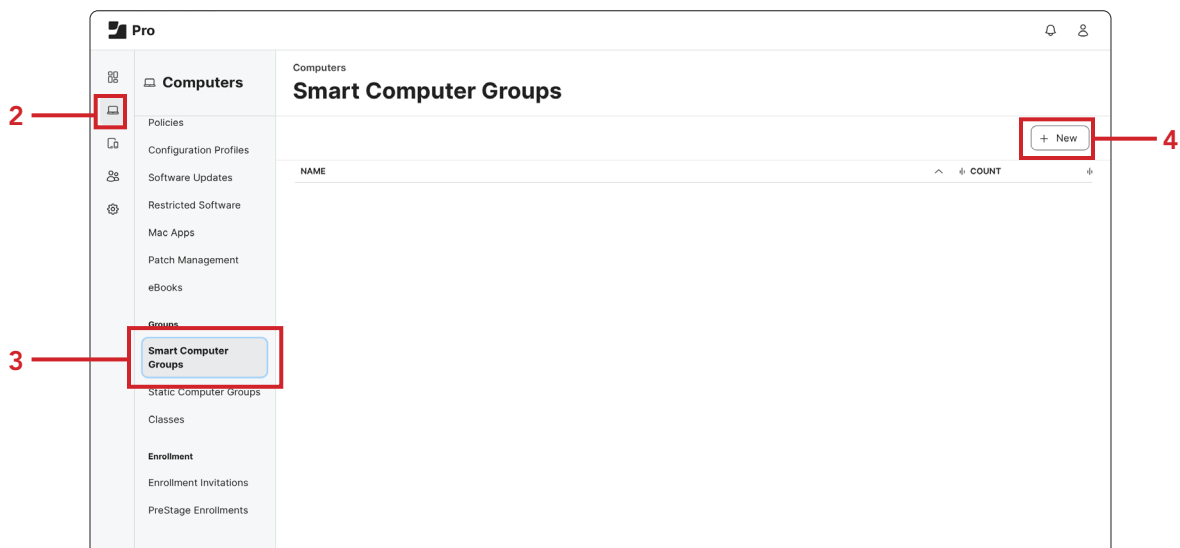 Pro
Computers
Policies
Configuration Profiles
Software Updates
Restricted Software
Mac Apps
Patch Management
eBooks
Groups
Smart Computer
Groups
Static Computer Groups
Classes
Enrollment
Enrollment Invitations
PreStage Enrollments
Computers
Smart Computer Groups
+ New
NAME COUNT
2
3
4